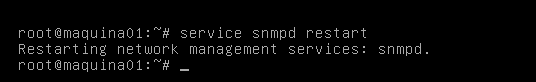 root@maquina01:~# service snmpd restart
Restarting network management services: snmpd.
root@maquina01:~# _